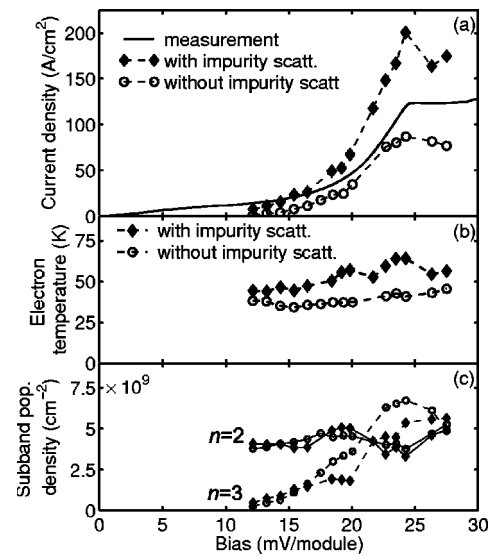 (a)
measurement
with impurity scatt.
without impurity scatt
200
150
100
50
0
Current density (A/cm²)
(b)
with impurity scatt.
without impurity scatt.
75
50
25
0
Electron temperature (K)
(c)
× 10⁹
7.5
5
2.5
0
n=2
n=3
Subband pop. density (cm⁻²)
0 5 10 15 20 25 30
Bias (mV/module)